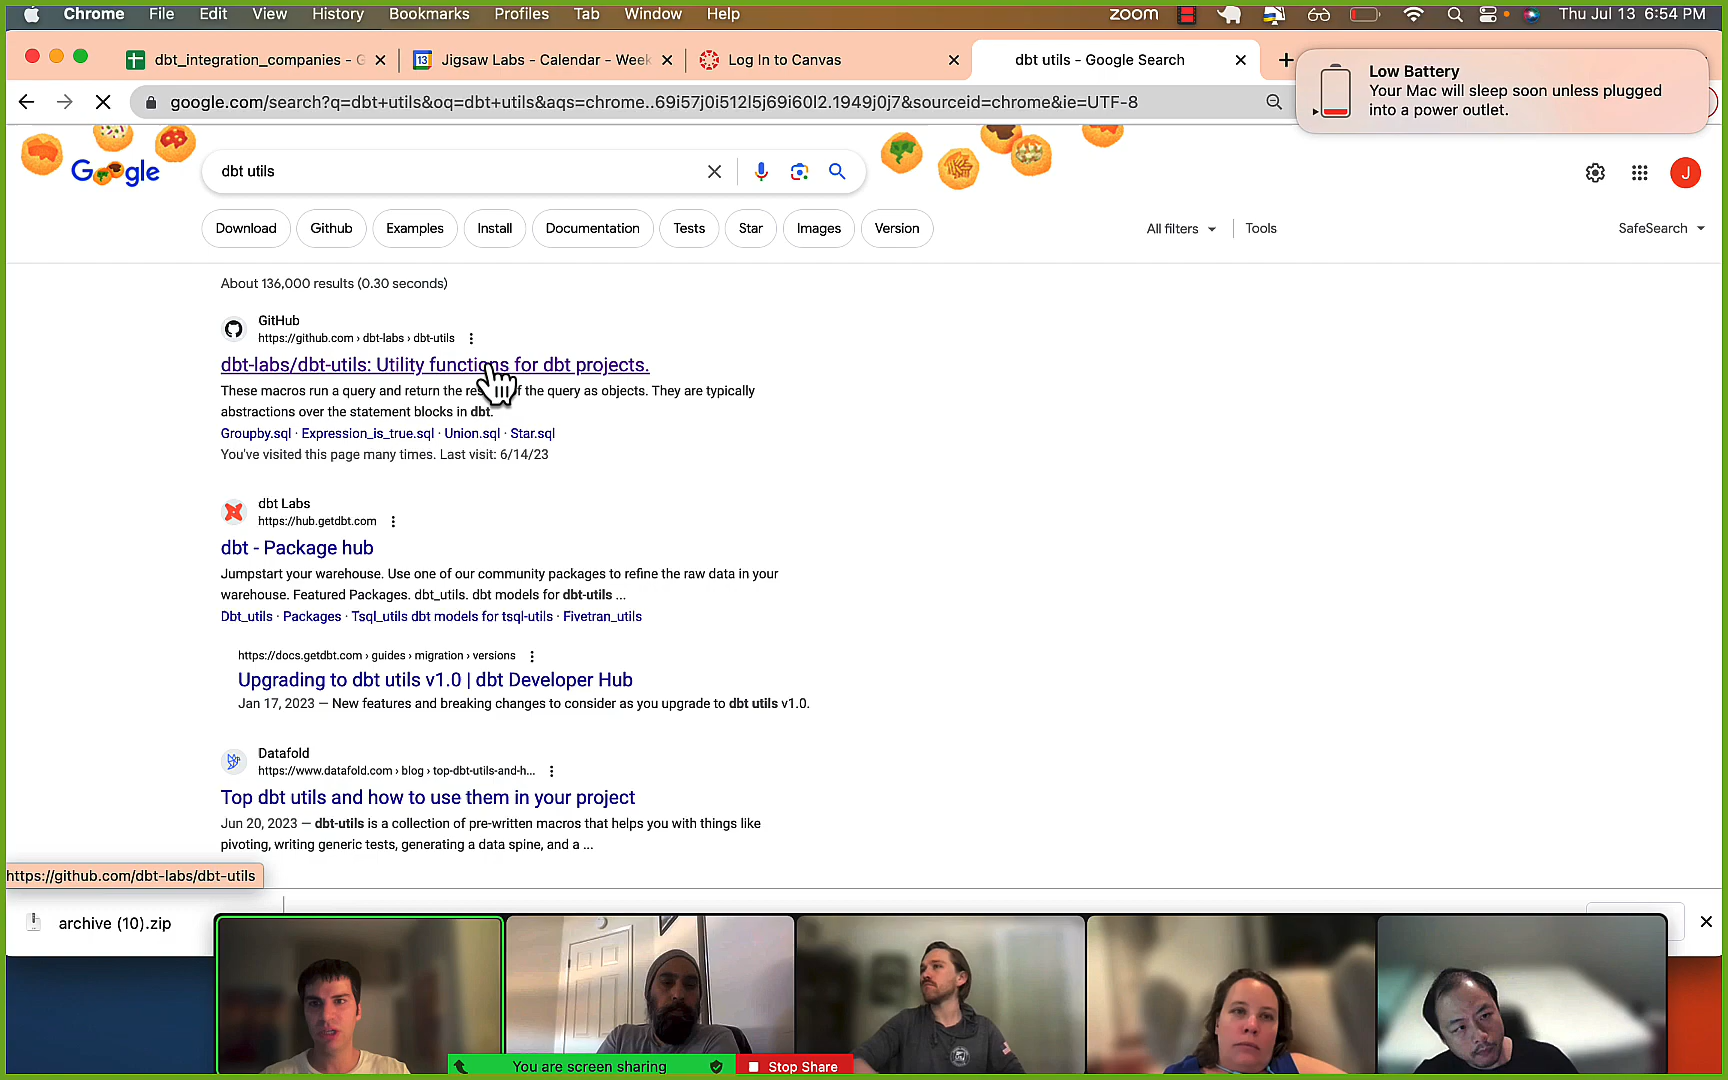 Chrome File Edit View History Bookmarks Profiles Tab Window Help zoom Thu Jul 13 6:54 PM
dbt_integration_companies - G Jigsaw Labs - Calendar - Week Log In to Canvas dbt utils - Google Search
Low Battery
Your Mac will sleep soon unless plugged
into a power outlet.
google.com/search?q=dbt+utils&oq=dbt+utils&aqs=chrome..69i57j0i512l5j69i60l2.1949j0j7&sourceid=chrome&ie=UTF-8
Google dbt utils J
Download Github Examples Install Documentation Tests Star Images Version All filters Tools SafeSearch
About 136,000 results (0.30 seconds)
GitHub
https://github.com › dbt-labs › dbt-utils
dbt-labs/dbt-utils: Utility functions for dbt projects.
These macros run a query and return the res f the query as objects. They are typically
abstractions over the statement blocks in dbt.
Groupby.sql · Expression_is_true.sql · Union.sql · Star.sql
You've visited this page many times. Last visit: 6/14/23
dbt Labs
https://hub.getdbt.com
dbt - Package hub
Jumpstart your warehouse. Use one of our community packages to refine the raw data in your
warehouse. Featured Packages. dbt_utils. dbt models for dbt-utils ...
Dbt_utils · Packages · Tsql_utils dbt models for tsql-utils · Fivetran_utils
https://docs.getdbt.com › guides › migration › versions
Upgrading to dbt utils v1.0 | dbt Developer Hub
Jan 17, 2023 — New features and breaking changes to consider as you upgrade to dbt utils v1.0.
Datafold
https://www.datafold.com › blog › top-dbt-utils-and-h...
Top dbt utils and how to use them in your project
Jun 20, 2023 — dbt-utils is a collection of pre-written macros that helps you with things like
pivoting, writing generic tests, generating a data spine, and a ...
https://github.com/dbt-labs/dbt-utils
archive (10).zip
You are screen sharing Stop Share